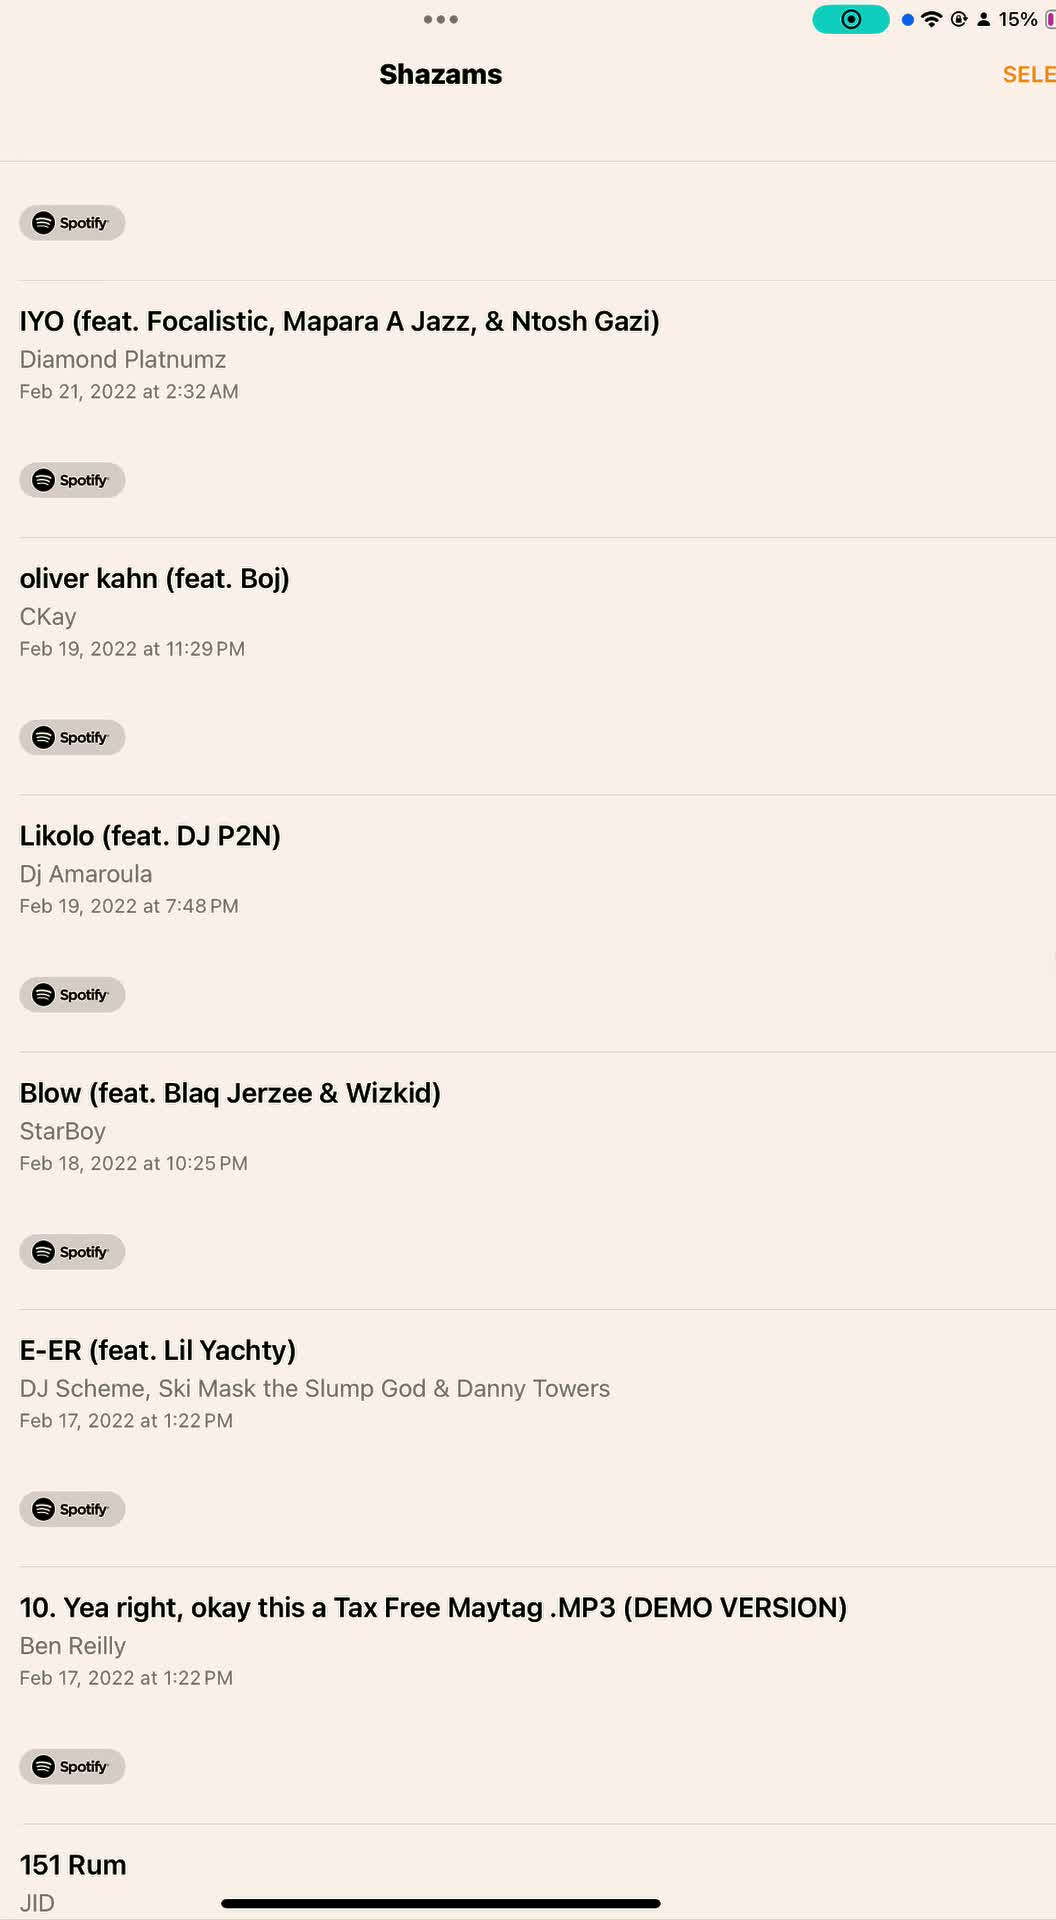 15%
Shazams
SELE
Spotify
IYO (feat. Focalistic, Mapara A Jazz, & Ntosh Gazi)
Diamond Platnumz
Feb 21, 2022 at 2:32 AM
Spotify
oliver kahn (feat. Boj)
CKay
Feb 19, 2022 at 11:29 PM
Spotify
Likolo (feat. DJ P2N)
Dj Amaroula
Feb 19, 2022 at 7:48 PM
Spotify
Blow (feat. Blaq Jerzee & Wizkid)
StarBoy
Feb 18, 2022 at 10:25 PM
Spotify
E-ER (feat. Lil Yachty)
DJ Scheme, Ski Mask the Slump God & Danny Towers
Feb 17, 2022 at 1:22 PM
Spotify
10. Yea right, okay this a Tax Free Maytag .MP3 (DEMO VERSION)
Ben Reilly
Feb 17, 2022 at 1:22 PM
Spotify
151 Rum
JID